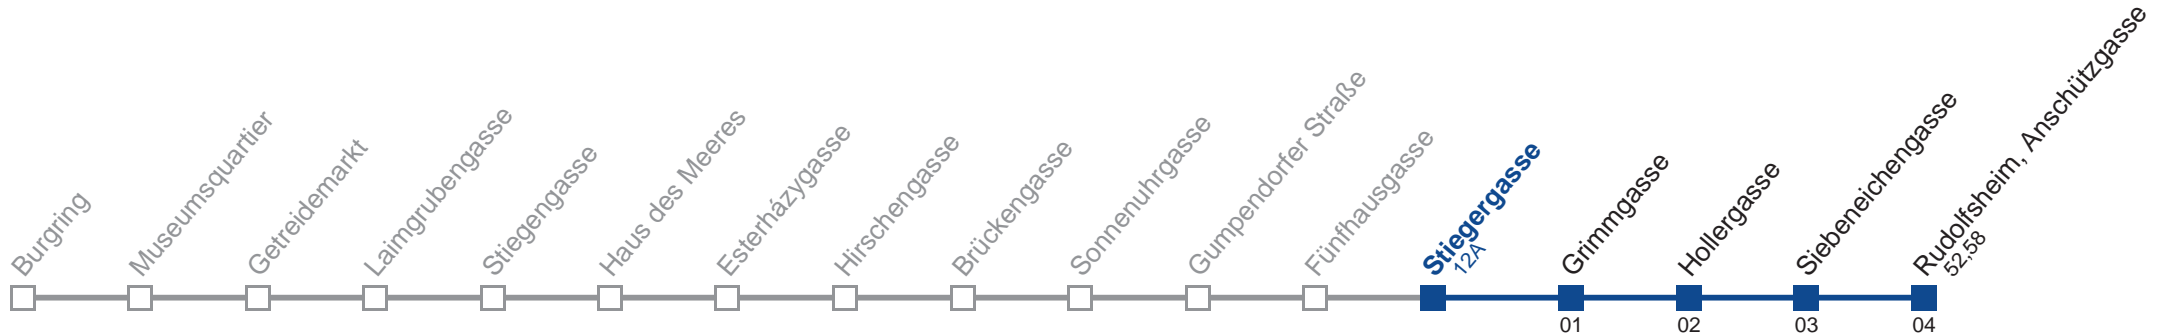 Burgring
Museumsquartier
Getreidemarkt
Laimgrubengasse
Stiegengasse
Haus des Meeres
Esterházygasse
Hirschengasse
Brückengasse
Sonnenuhrgasse
Gumpendorfer Straße
Fünfhausgasse
Stiegergasse
12A
Grimmgasse
Hollergasse
Siebeneichengasse
Rudolfsheim, Anschützgasse
52,58
01
02
03
04